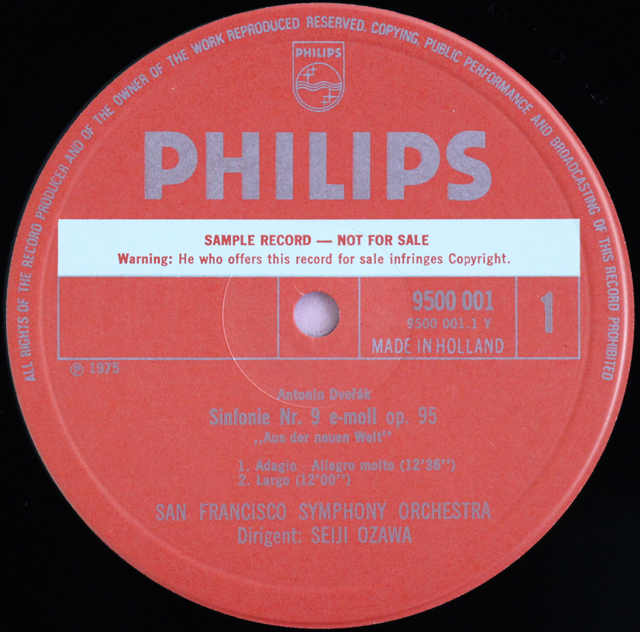 ALL RIGHTS OF THE RECORD PRODUCER AND OF THE OWNER OF THE WORK REPRODUCED RESERVED. COPYING, PUBLIC PERFORMANCE AND BROADCASTING OF THIS RECORD PROHIBITED
PHILIPS
PHILIPS
SAMPLE RECORD — NOT FOR SALE
Warning: He who offers this record for sale infringes Copyright.
9500 001
9500 001.1 Y
MADE IN HOLLAND
1
℗ 1975
Antonin Dvořák
Sinfonie Nr. 9 e-moll op. 95
„Aus der neuen Welt”
1. Adagio - Allegro molto (12'36'')
2. Largo (12'00'')
SAN FRANCISCO SYMPHONY ORCHESTRA
Dirigent: SEIJI OZAWA